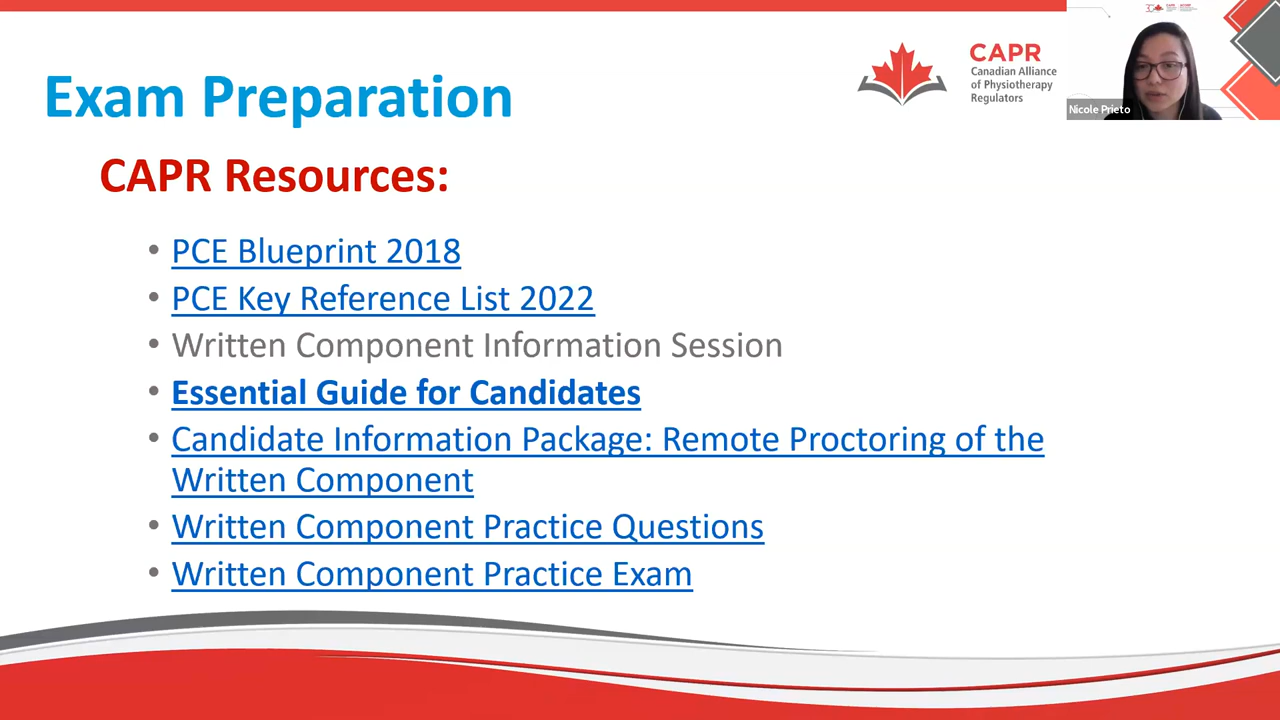 Exam Preparation
CAPR
Canadian Alliance
of Physiotherapy
Regulators
Nicole Prieto
CAPR Resources:
• PCE Blueprint 2018
• PCE Key Reference List 2022
• Written Component Information Session
• Essential Guide for Candidates
• Candidate Information Package: Remote Proctoring of the
Written Component
• Written Component Practice Questions
• Written Component Practice Exam